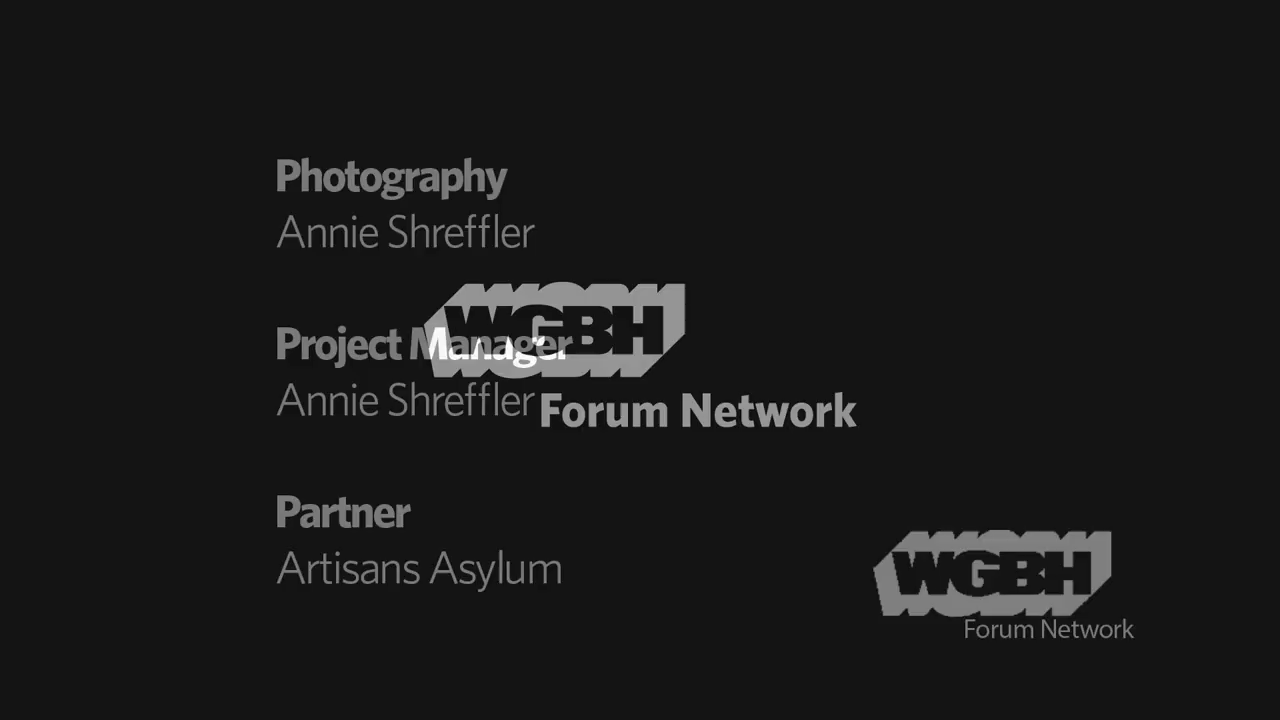 Photography
Annie Shreffler
WGBH
Project Manager
Annie Shreffler
Forum Network
Partner
Artisans Asylum
WGBH
Forum Network